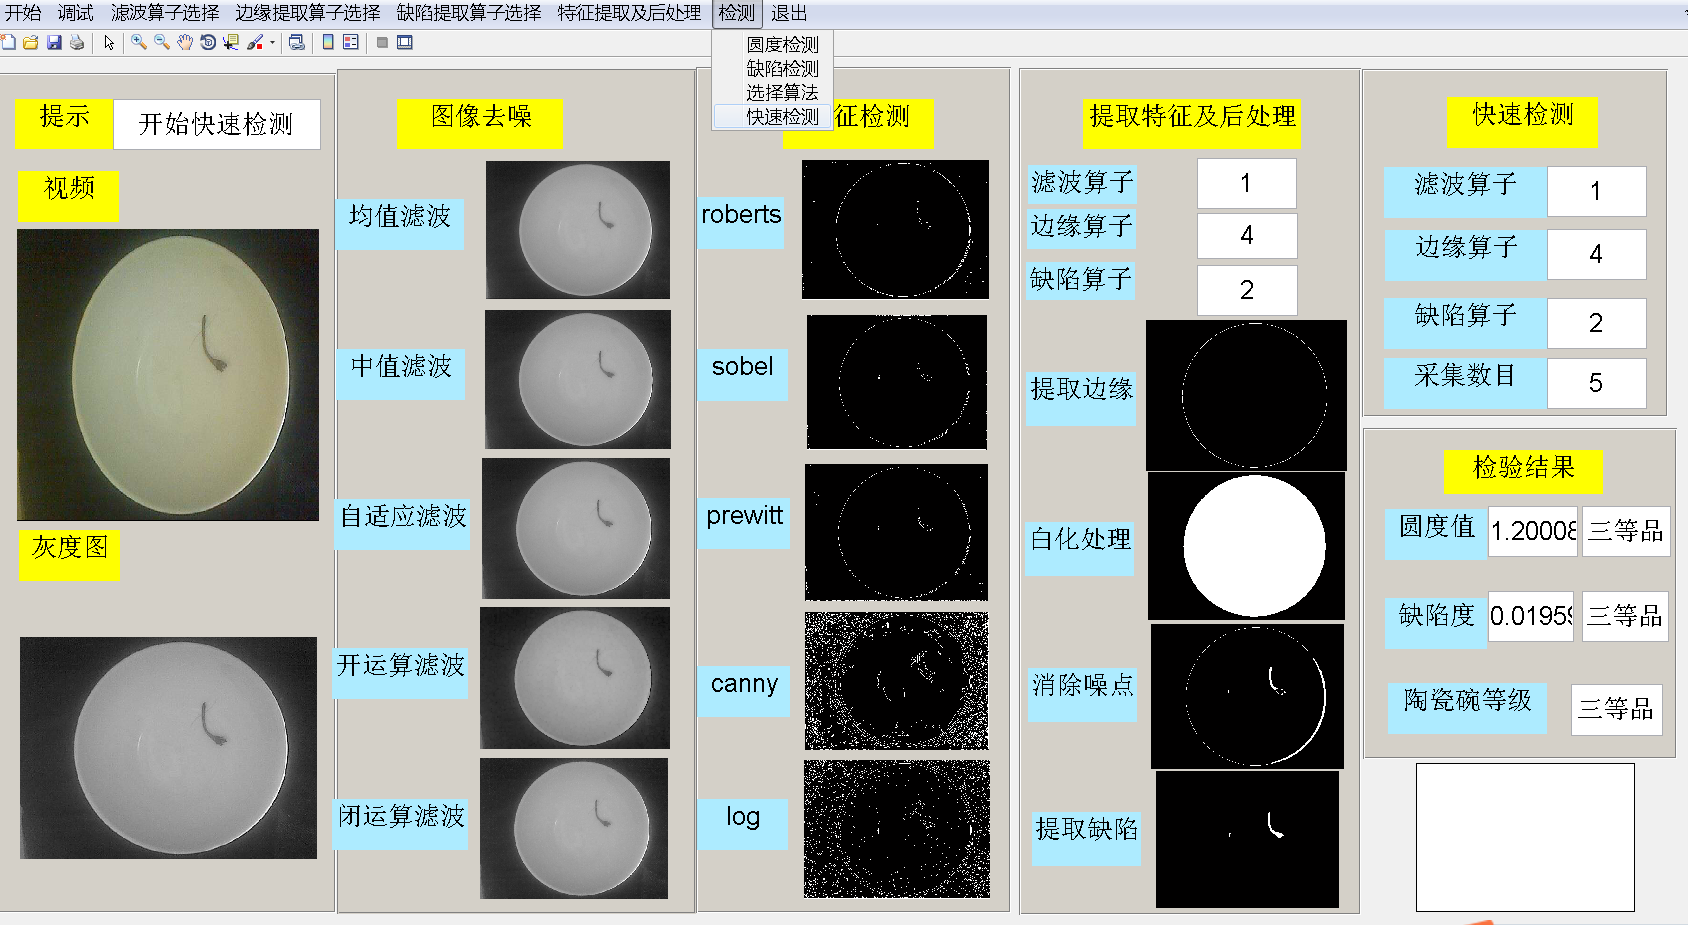 开始 调试 滤波算子选择 边缘提取算子选择 缺陷提取算子选择 特征提取及后处理 检测 退出
圆度检测
缺陷检测
选择算法
快速检测
提示 开始快速检测
视频
灰度图
图像去噪
均值滤波
中值滤波
自适应滤波
开运算滤波
闭运算滤波
征检测
roberts
sobel
prewitt
canny
log
提取特征及后处理
滤波算子 1
边缘算子 4
缺陷算子 2
提取边缘
白化处理
消除噪点
提取缺陷
快速检测
滤波算子 1
边缘算子 4
缺陷算子 2
采集数目 5
检验结果
圆度值 1.20008 三等品
缺陷度 0.01959 三等品
陶瓷碗等级 三等品